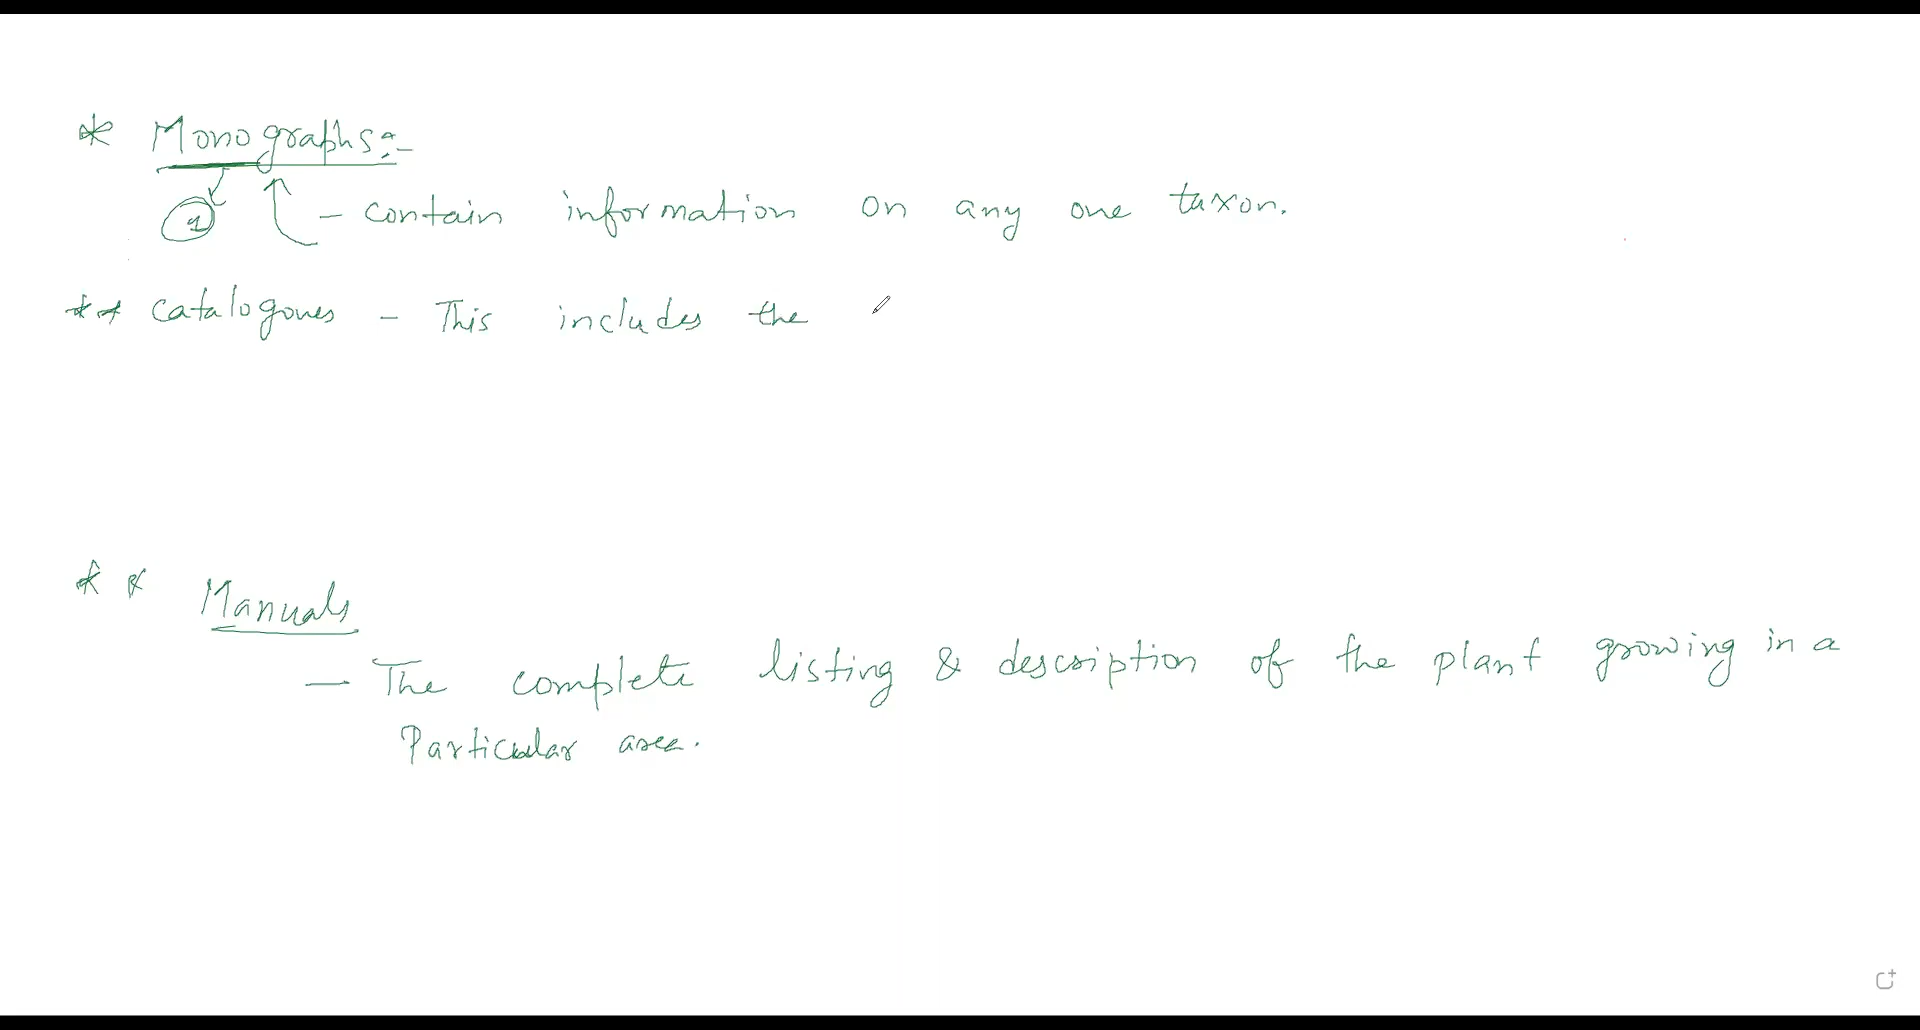 * Monographs:-
1 - contain information on any one taxon.
** Catalogoues - This includes the
** Manuals
- The complete listing & description of the plant growing in a
Particular area.